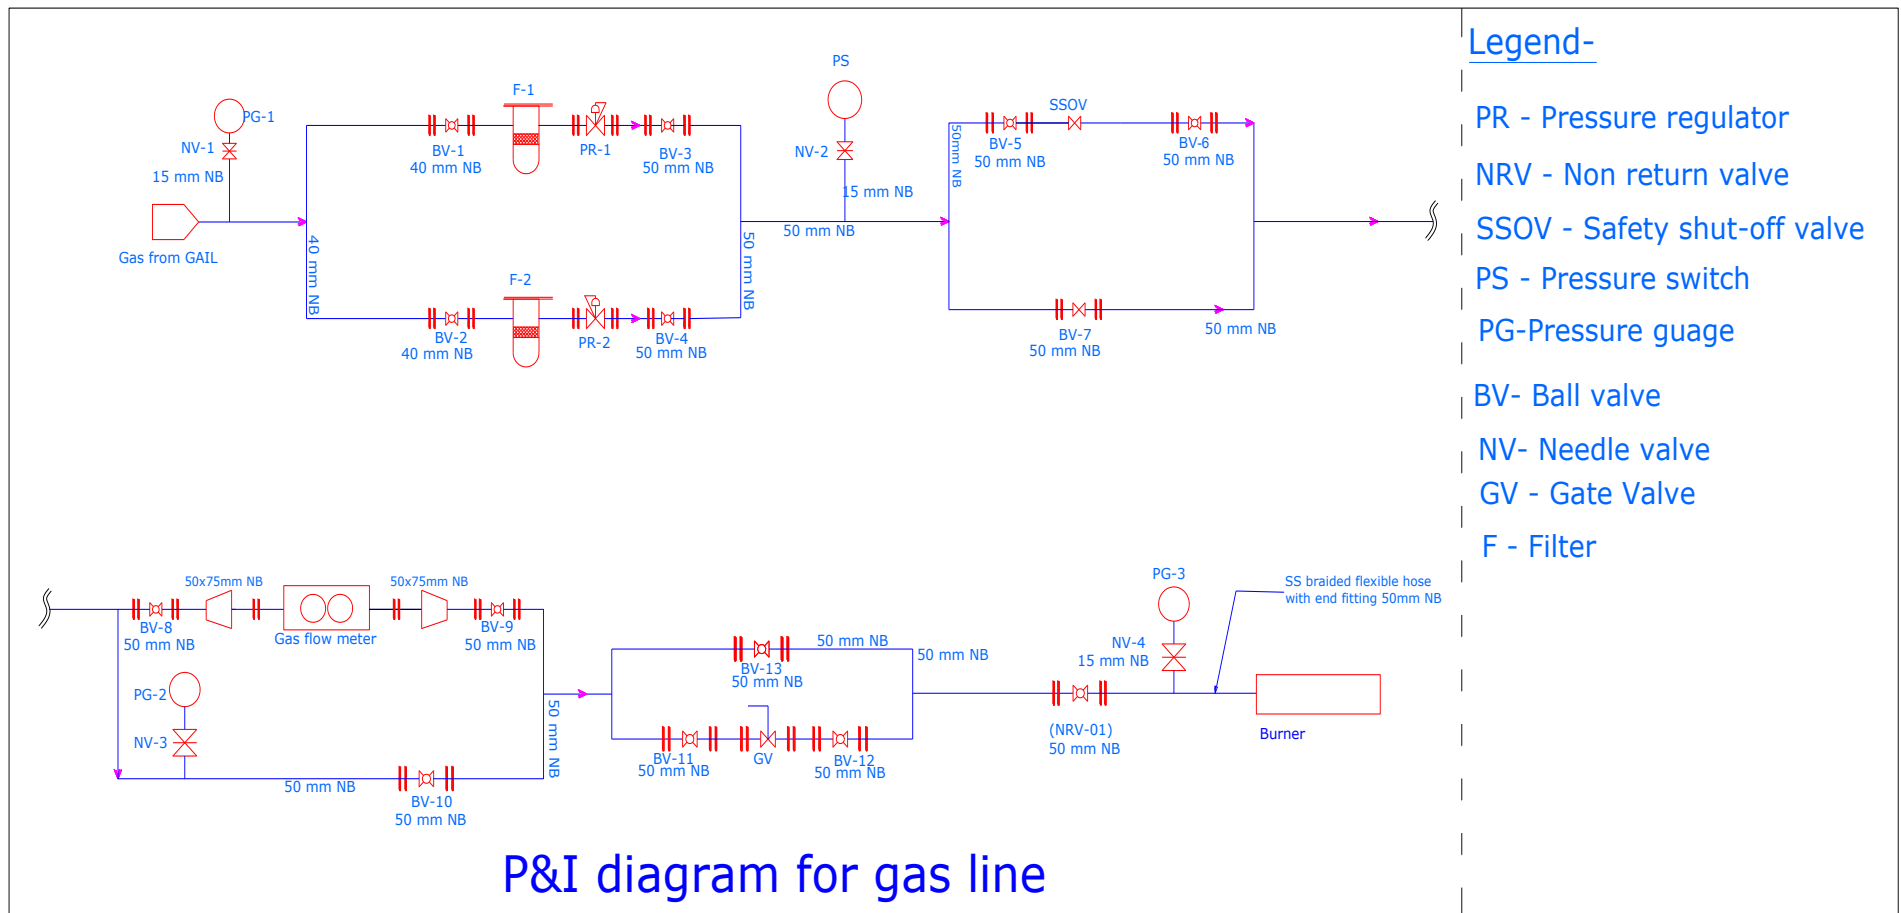 Legend-
PR - Pressure regulator
NRV - Non return valve
SSOV - Safety shut-off valve
PS - Pressure switch
PG-Pressure guage
BV- Ball valve
NV- Needle valve
GV - Gate Valve
F - Filter
PG-1
NV-1
15 mm NB
Gas from GAIL
40 mm NB
BV-1
40 mm NB
F-1
PR-1
BV-3
50 mm NB
BV-2
40 mm NB
F-2
PR-2
BV-4
50 mm NB
50 mm NB
PS
NV-2
15 mm NB
50 mm NB
50mm NB
BV-5
50 mm NB
SSOV
BV-6
50 mm NB
BV-7
50 mm NB
50 mm NB
BV-8
50 mm NB
50x75mm NB
Gas flow meter
50x75mm NB
BV-9
50 mm NB
PG-2
NV-3
50 mm NB
BV-10
50 mm NB
50 mm NB
BV-13
50 mm NB
50 mm NB
50 mm NB
BV-11
50 mm NB
GV
BV-12
50 mm NB
(NRV-01)
50 mm NB
PG-3
NV-4
15 mm NB
SS braided flexible hose
with end fitting 50mm NB
Burner
P&I diagram for gas line